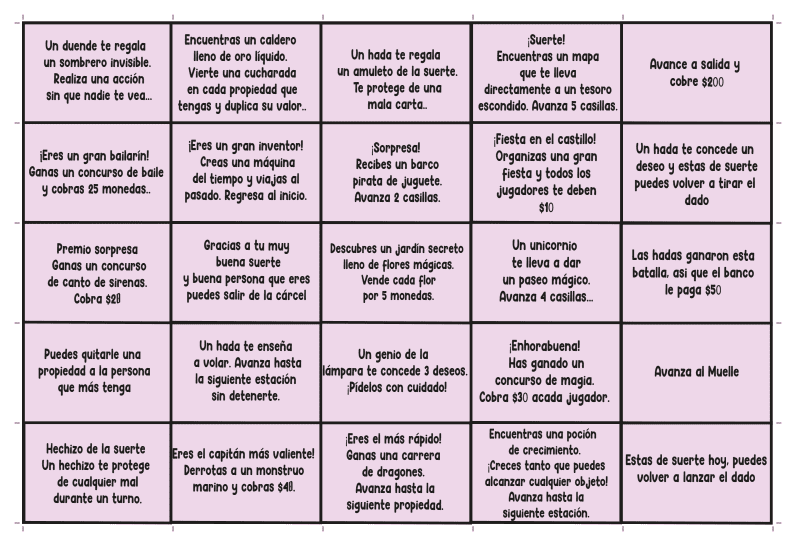 Un duende te regala
un sombrero invisible.
Realiza una acción
sin que nadie te vea...
Encuentras un caldero
lleno de oro líquido.
Vierte una cucharada
en cada propiedad que
tengas y duplica su valor..
Un hada te regala
un amuleto de la suerte.
Te protege de una
mala carta..
¡Suerte!
Encuentras un mapa
que te lleva
directamente a un tesoro
escondido. Avanza 5 casillas.
Avance a salida y
cobre $200
¡Eres un gran bailarín!
Ganas un concurso de baile
y cobras 25 monedas..
¡Eres un gran inventor!
Creas una máquina
del tiempo y viajas al
pasado. Regresa al inicio.
¡Sorpresa!
Recibes un barco
pirata de juguete.
Avanza 2 casillas.
¡Fiesta en el castillo!
Organizas una gran
fiesta y todos los
jugadores te deben
$10
Un hada te concede un
deseo y estas de suerte
puedes volver a tirar el
dado
Premio sorpresa
Ganas un concurso
de canto de sirenas.
Cobra $20
Gracias a tu muy
buena suerte
y buena persona que eres
puedes salir de la cárcel
Descubres un jardín secreto
lleno de flores mágicas.
Vende cada flor
por 5 monedas.
Un unicornio
te lleva a dar
un paseo mágico.
Avanza 4 casillas...
Las hadas ganaron esta
batalla, asi que el banco
le paga $50
Puedes quitarle una
propiedad a la persona
que más tenga
Un hada te enseña
a volar. Avanza hasta
la siguiente estación
sin detenerte.
Un genio de la
lámpara te concede 3 deseos.
¡Pídelos con cuidado!
¡Enhorabuena!
Has ganado un
concurso de magia.
Cobra $30 acada jugador.
Avanza al Muelle
Hechizo de la suerte
Un hechizo te protege
de cualquier mal
durante un turno.
Eres el capitán más valiente!
Derrotas a un monstruo
marino y cobras $40.
¡Eres el más rápido!
Ganas una carrera
de dragones.
Avanza hasta la
siguiente propiedad.
Encuentras una poción
de crecimiento.
¡Creces tanto que puedes
alcanzar cualquier objeto!
Avanza hasta la
siguiente estación.
Estas de suerte hoy, puedes
volver a lanzar el dado